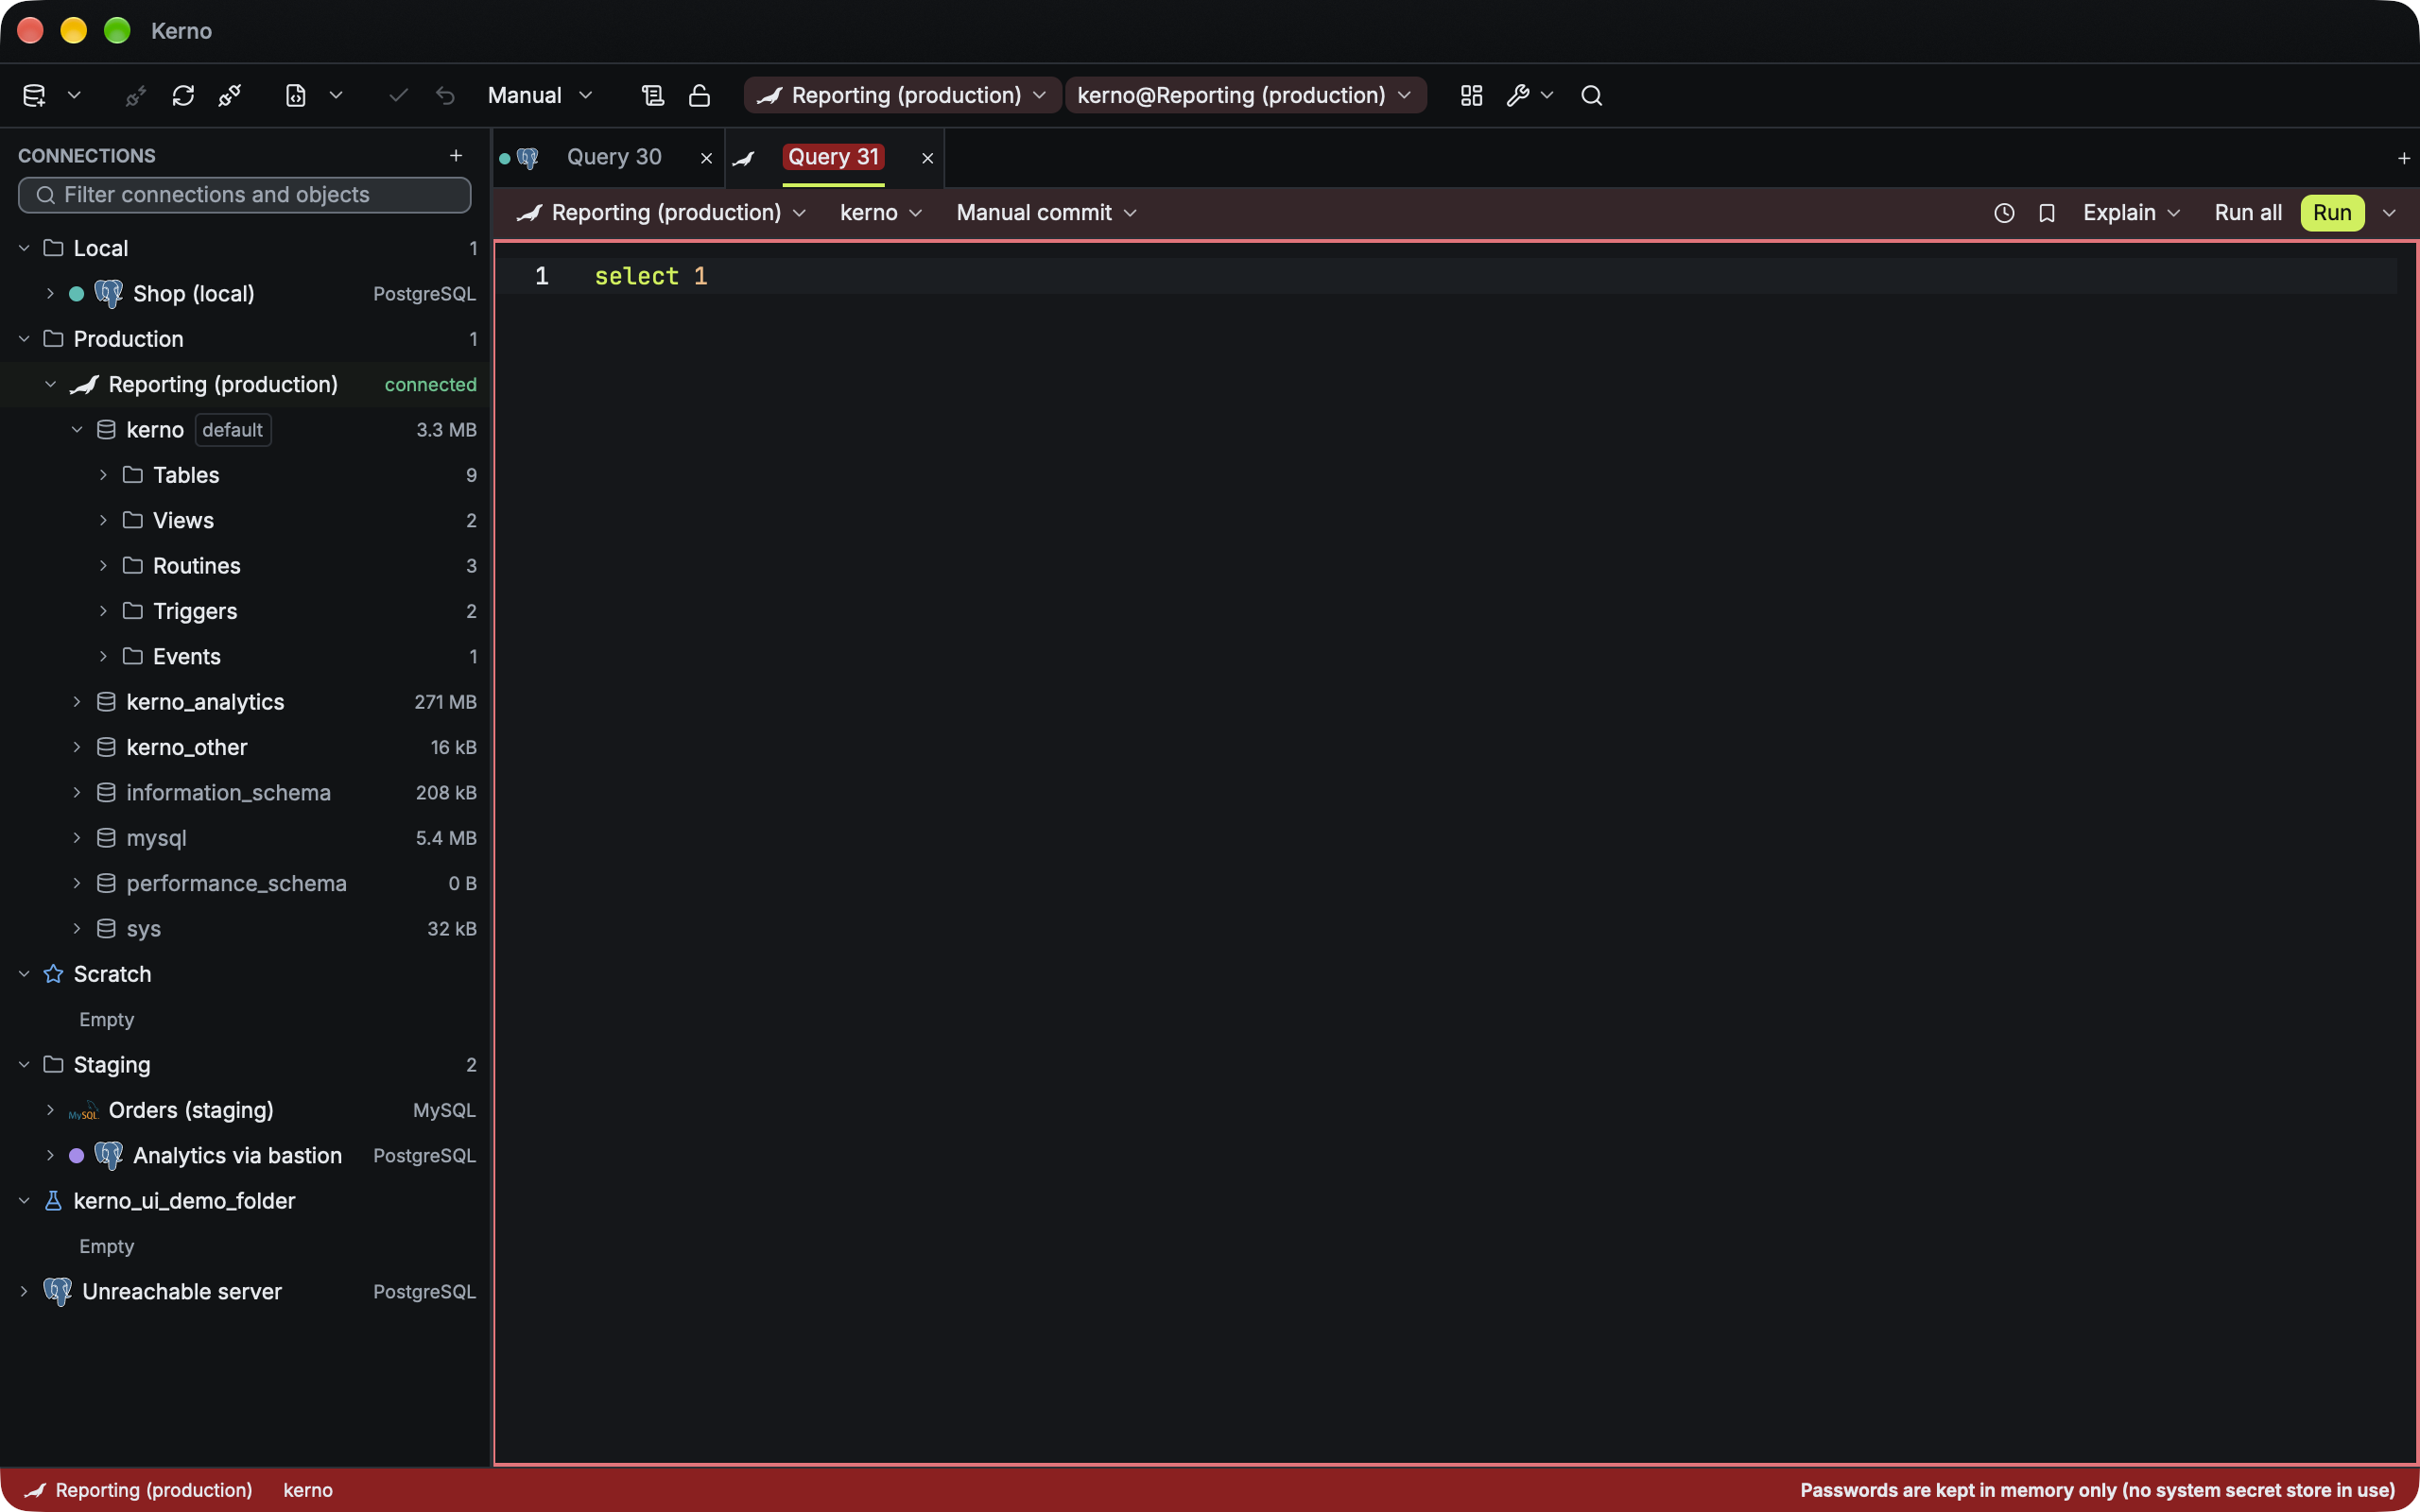 Kerno
Manual
Reporting (production)
kerno@Reporting (production)
CONNECTIONS
Filter connections and objects
Local 1
Shop (local) PostgreSQL
Production 1
Reporting (production) connected
kerno default 3.3 MB
Tables 9
Views 2
Routines 3
Triggers 2
Events 1
kerno_analytics 271 MB
kerno_other 16 kB
information_schema 208 kB
mysql 5.4 MB
performance_schema 0 B
sys 32 kB
Scratch
Empty
Staging 2
MySQL Orders (staging) MySQL
Analytics via bastion PostgreSQL
kerno_ui_demo_folder
Empty
Unreachable server PostgreSQL
Query 30
Query 31
Reporting (production) kerno Manual commit Explain Run all Run
1 select 1
Reporting (production) kerno Passwords are kept in memory only (no system secret store in use)